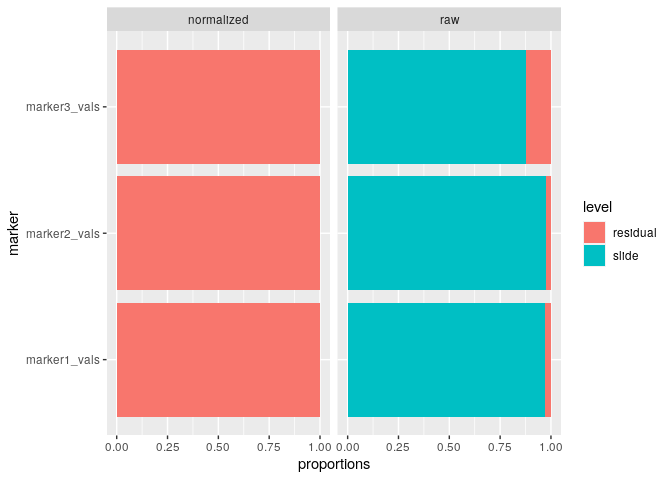 normalized
raw
marker
marker3_vals
marker2_vals
marker1_vals
0.00 0.25 0.50 0.75 1.00
0.00 0.25 0.50 0.75 1.00
proportions
level
residual
slide